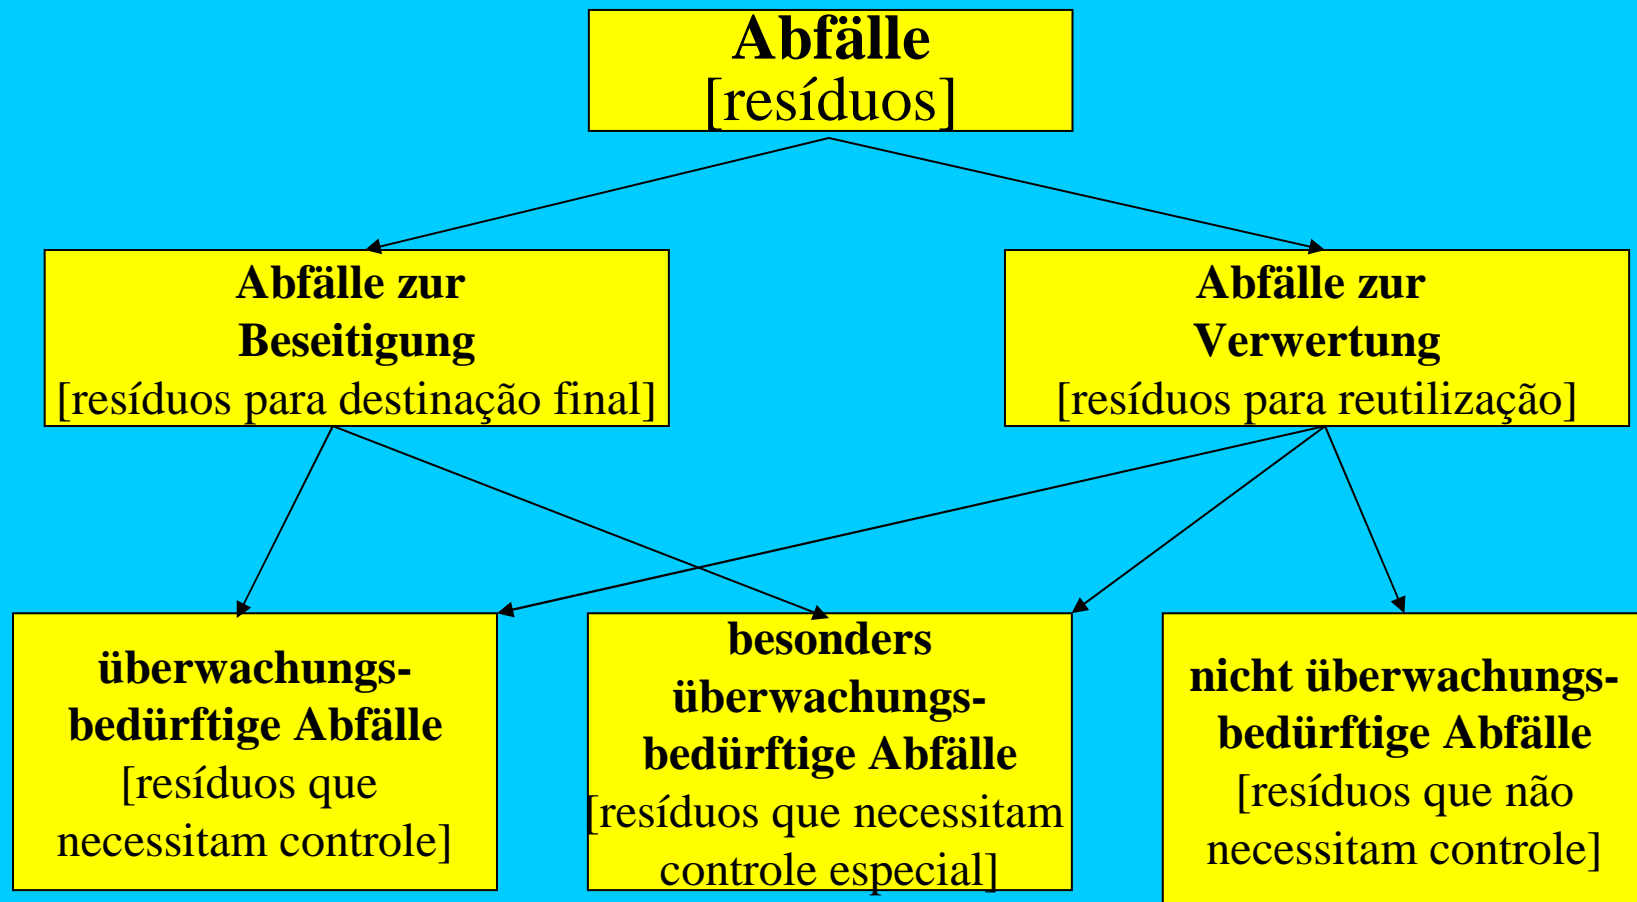 Abfälle
[resíduos]
Abfälle zur
Beseitigung
[resíduos para destinação final]
Abfälle zur
Verwertung
[resíduos para reutilização]
überwachungs-
bedürftige Abfälle
[resíduos que
necessitam controle]
besonders
überwachungs-
bedürftige Abfälle
[resíduos que necessitam
controle especial]
nicht überwachungs-
bedürftige Abfälle
[resíduos que não
necessitam controle]